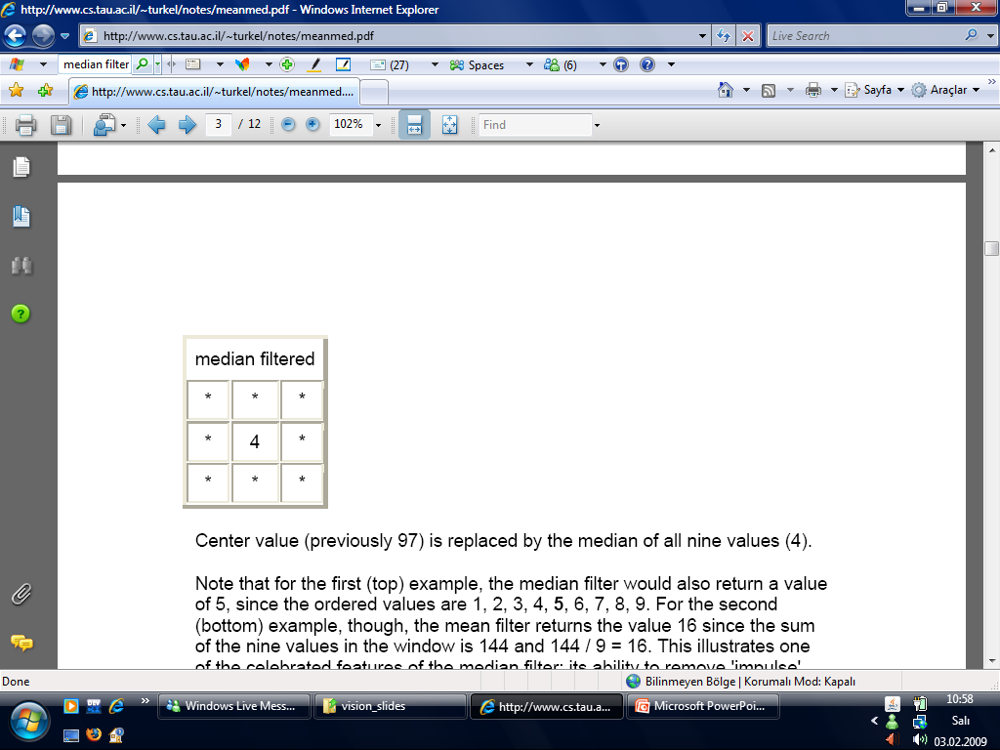 http://www.cs.tau.ac.il/~turkel/notes/meanmed.pdf - Windows Internet Explorer
http://www.cs.tau.ac.il/~turkel/notes/meanmed.pdf
Live Search
median filter
(27)
Spaces
(6)
http://www.cs.tau.ac.il/~turkel/notes/meanmed....
Sayfa
Araçlar
3 / 12
102%
Find
median filtered
* * *
* 4 *
* * *
Center value (previously 97) is replaced by the median of all nine values (4).
Note that for the first (top) example, the median filter would also return a value
of 5, since the ordered values are 1, 2, 3, 4, 5, 6, 7, 8, 9. For the second
(bottom) example, though, the mean filter returns the value 16 since the sum
of the nine values in the window is 144 and 144 / 9 = 16. This illustrates one
of the celebrated features of the median filter: its ability to remove 'impulse'
Done
Bilinmeyen Bölge | Korumalı Mod: Kapalı
Windows Live Mess...
vision_slides
http://www.cs.tau.a...
Microsoft PowerPoi...
10:58
Salı
03.02.2009